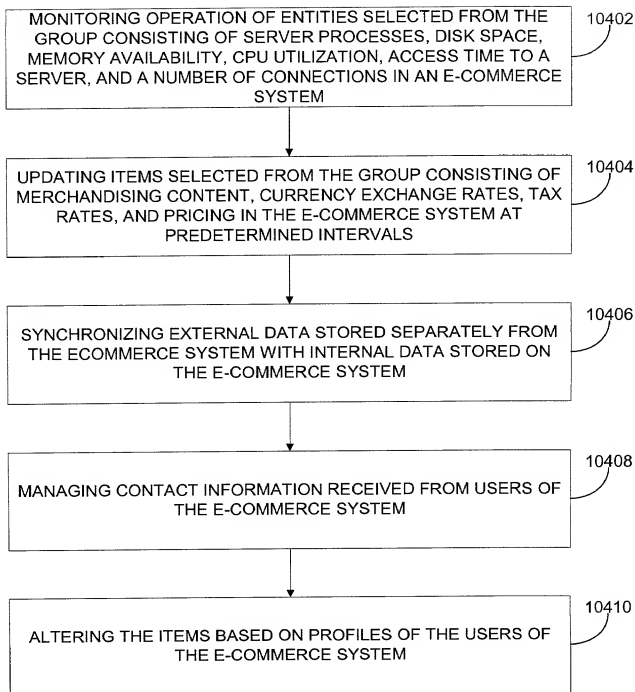 MONITORING OPERATION OF ENTITIES SELECTED FROM THE
GROUP CONSISTING OF SERVER PROCESSES, DISK SPACE,
MEMORY AVAILABILITY, CPU UTILIZATION, ACCESS TIME TO A
SERVER, AND A NUMBER OF CONNECTIONS IN AN E-COMMERCE
SYSTEM
10402
UPDATING ITEMS SELECTED FROM THE GROUP CONSISTING OF
MERCHANDISING CONTENT, CURRENCY EXCHANGE RATES, TAX
RATES, AND PRICING IN THE E-COMMERCE SYSTEM AT
PREDETERMINED INTERVALS
10404
SYNCHRONIZING EXTERNAL DATA STORED SEPARATELY FROM
THE ECOMMERCE SYSTEM WITH INTERNAL DATA STORED ON
THE E-COMMERCE SYSTEM
10406
MANAGING CONTACT INFORMATION RECEIVED FROM USERS OF
THE E-COMMERCE SYSTEM
10408
ALTERING THE ITEMS BASED ON PROFILES OF THE USERS OF
THE E-COMMERCE SYSTEM
10410